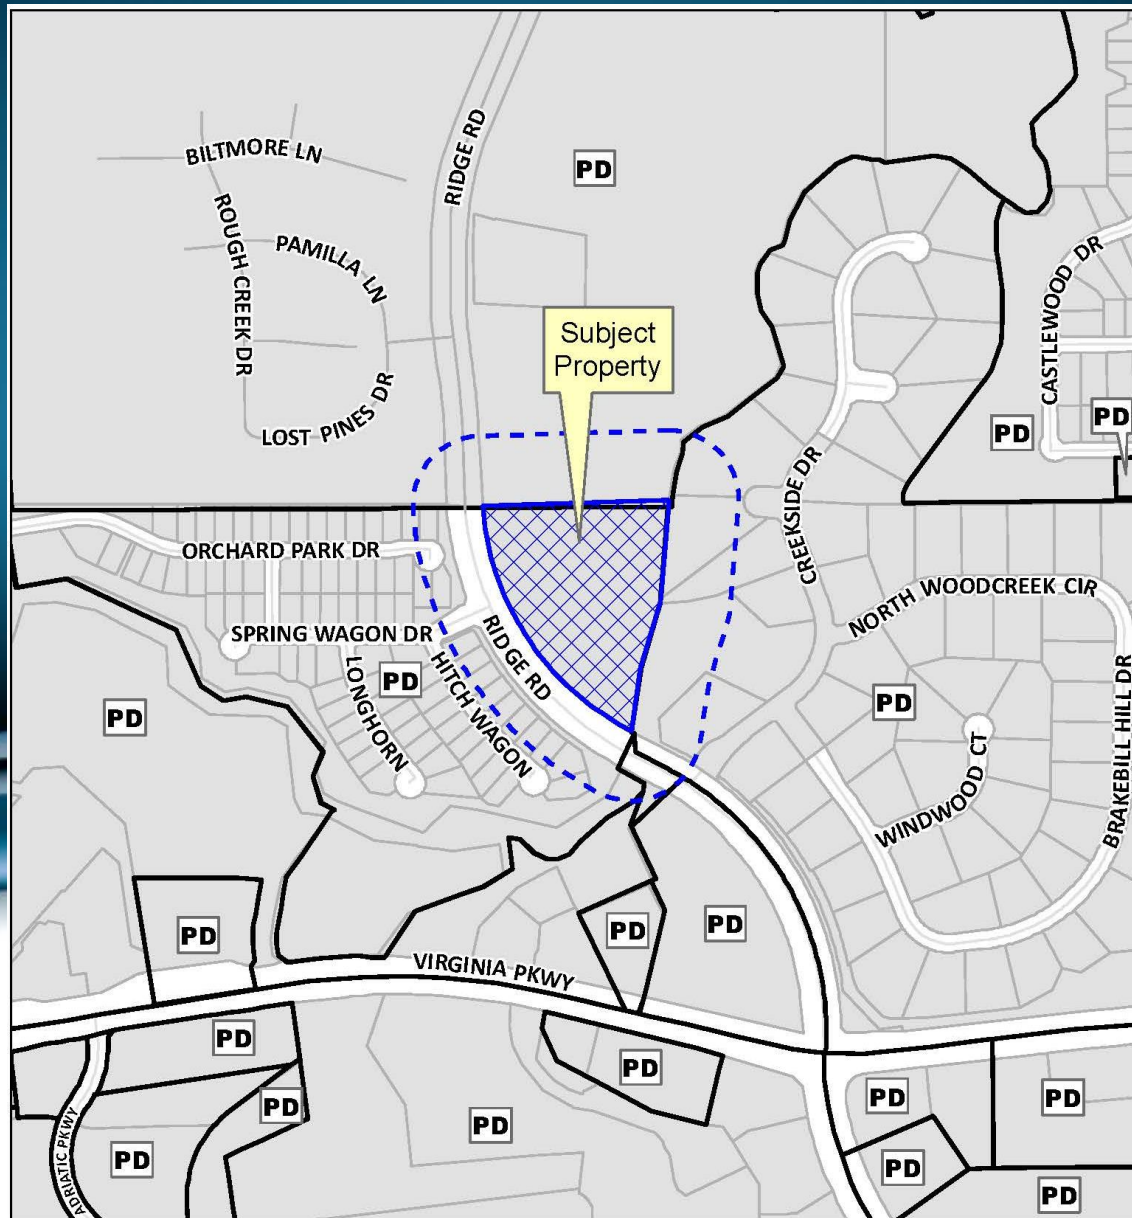 RIDGE RD
BILTMORE LN
PD
ROUGH CREEK DR
PAMILLA LN
CASTLEWOOD DR
Subject
Property
LOST PINES DR
PD
PD
CREEKSIDE DR
ORCHARD PARK DR
NORTH WOODCREEK CIR
SPRING WAGON DR
RIDGE RD
LONGHORN
HITCH WAGON
PD
PD
PD
BRAKEBILL HILL DR
WINDWOOD CT
PD
PD
PD
VIRGINIA PKWY
PD
PD
PD
PD
PD
PD
PD
ADRIATIC PKWY
PD
PD
PD